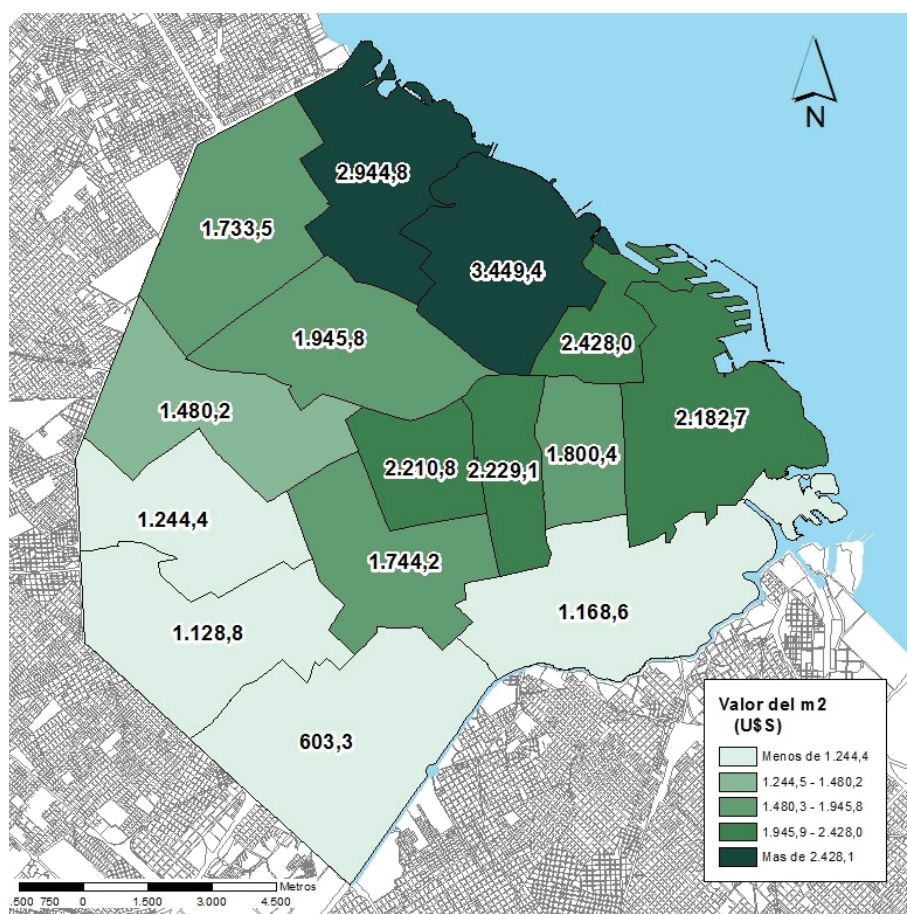 N
2.944,8
1.733,5
3.449,4
1.945,8
2.428,0
1.480,2
2.182,7
2.210,8
2.229,1
1.800,4
1.244,4
1.744,2
1.168,6
1.128,8
603,3
Valor del m2
(U$S)
Menos de 1.244,4
1.244,5 - 1.480,2
1.480,3 - 1.945,8
1.945,9 - 2.428,0
Mas de 2.428,1
Metros
.500 750 0 1.500 3.000 4.500